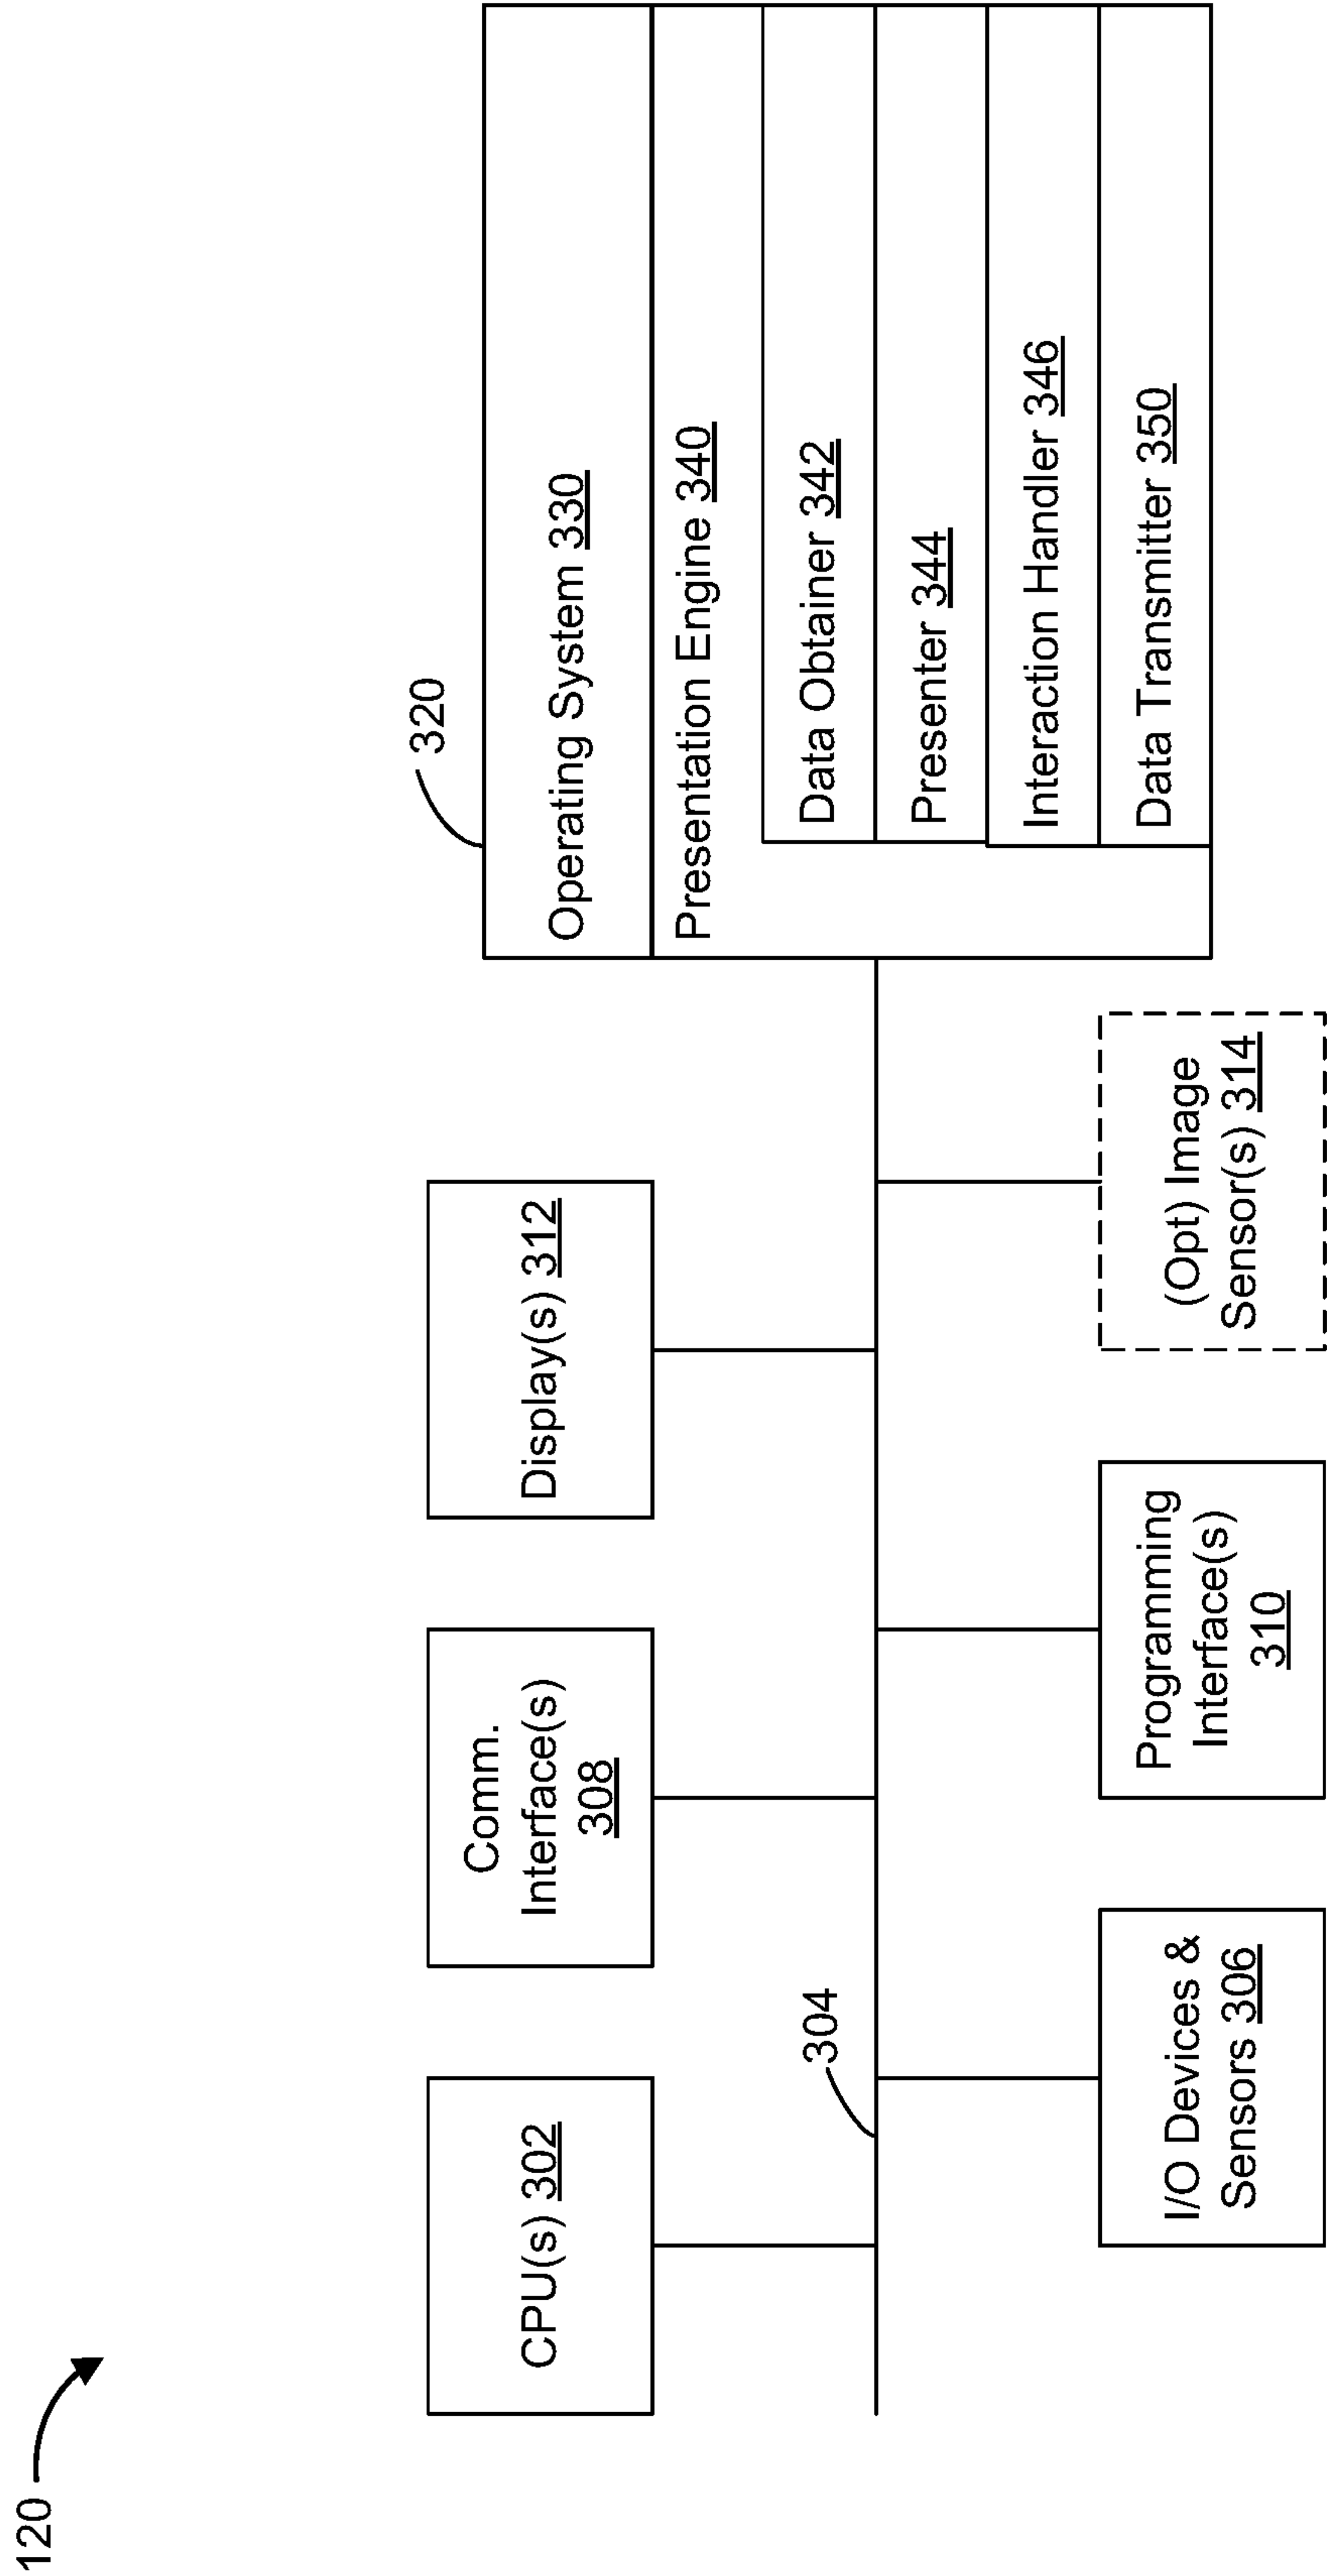 120
CPU(s) 302
Comm.
Interface(s)
308
Display(s) 312
304
I/O Devices &
Sensors 306
Programming
Interface(s)
310
(Opt) Image
Sensor(s) 314
320
Operating System 330
Presentation Engine 340
Data Obtainer 342
Presenter 344
Interaction Handler 346
Data Transmitter 350